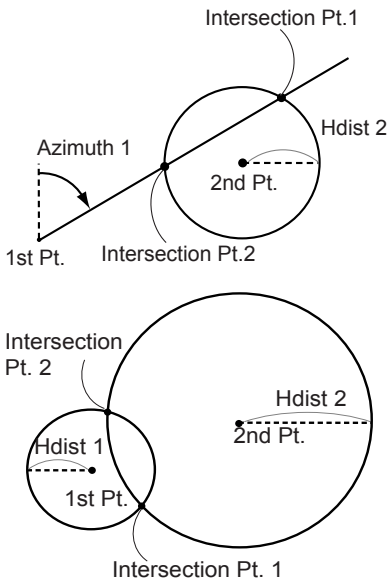 Intersection Pt.1
Hdist 2
Azimuth 1
2nd Pt.
1st Pt.
Intersection Pt.2
Intersection
Pt. 2
Hdist 2
2nd Pt.
Hdist 1
1st Pt.
Intersection Pt. 1